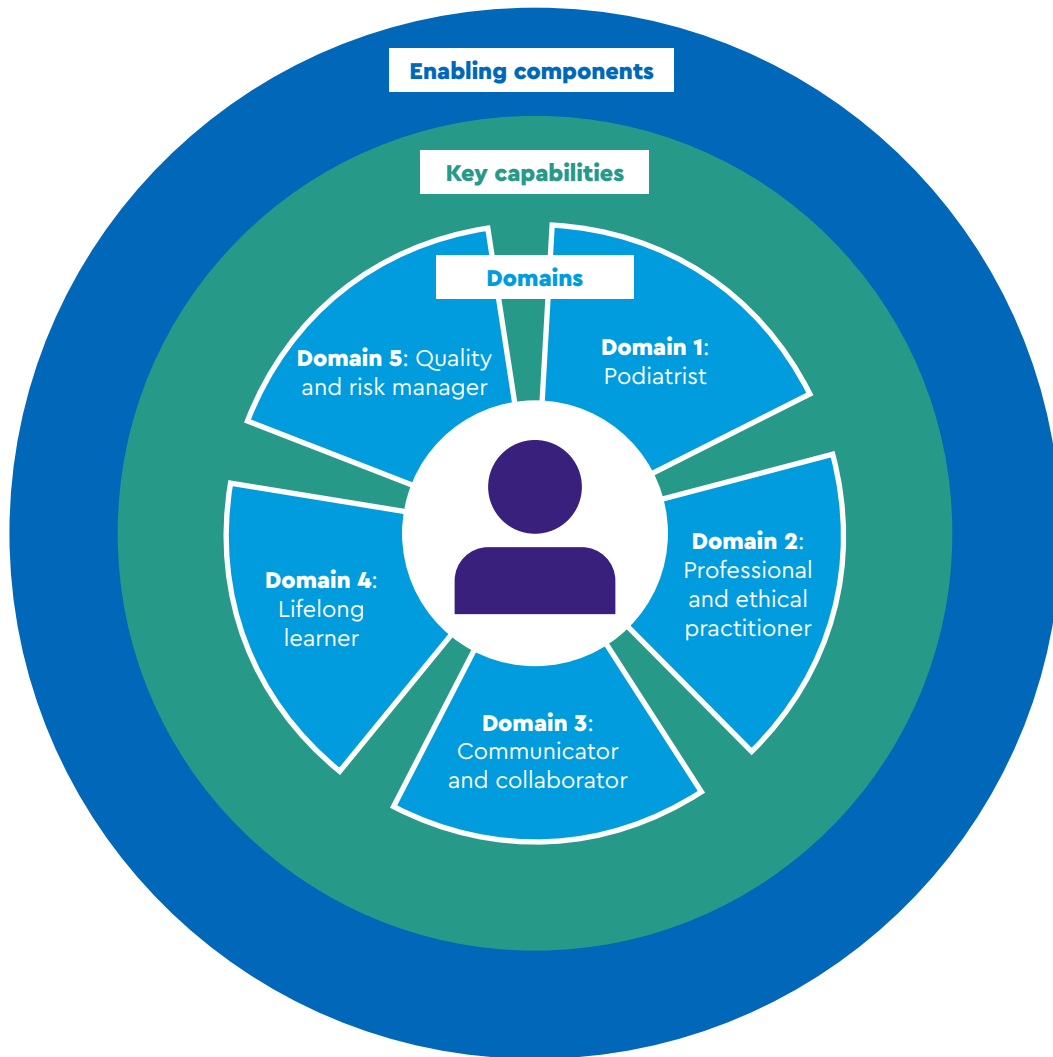 Enabling components
Key capabilities
Domains
Domain 1:
Podiatrist
Domain 2:
Professional
and ethical
practitioner
Domain 3:
Communicator
and collaborator
Domain 4:
Lifelong
learner
Domain 5: Quality
and risk manager